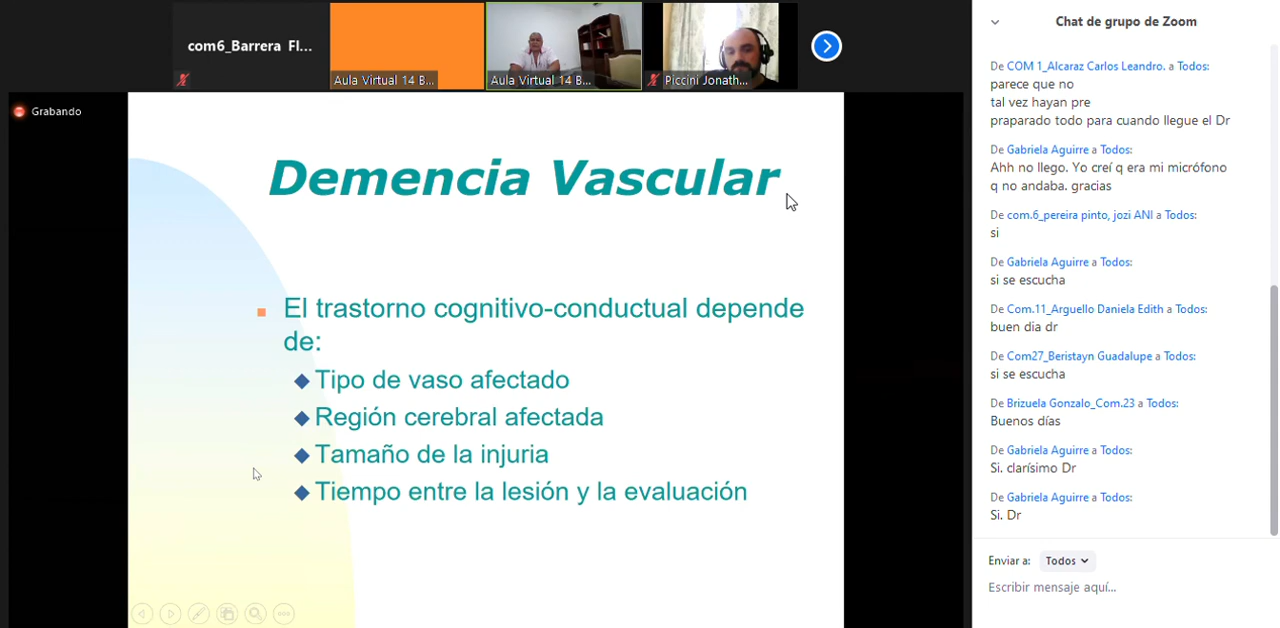 com6_Barrera Fl...
Aula Virtual 14 B...
Aula Virtual 14 B...
Piccini Jonath...
Grabando
Demencia Vascular
El trastorno cognitivo-conductual depende
de:
Tipo de vaso afectado
Región cerebral afectada
Tamaño de la injuria
Tiempo entre la lesión y la evaluación
Chat de grupo de Zoom
De COM 1_Alcaraz Carlos Leandro. a Todos:
parece que no
tal vez hayan pre
praparado todo para cuando llegue el Dr
De Gabriela Aguirre a Todos:
Ahh no llego. Yo creí q era mi micrófono
q no andaba. gracias
De com.6_pereira pinto, jozi ANI a Todos:
si
De Gabriela Aguirre a Todos:
si se escucha
De Com.11_Arguello Daniela Edith a Todos:
buen dia dr
De Com27_Beristayn Guadalupe a Todos:
si se escucha
De Brizuela Gonzalo_Com.23 a Todos:
Buenos días
De Gabriela Aguirre a Todos:
Si. clarísimo Dr
De Gabriela Aguirre a Todos:
Si. Dr
Enviar a: Todos
Escribir mensaje aquí...